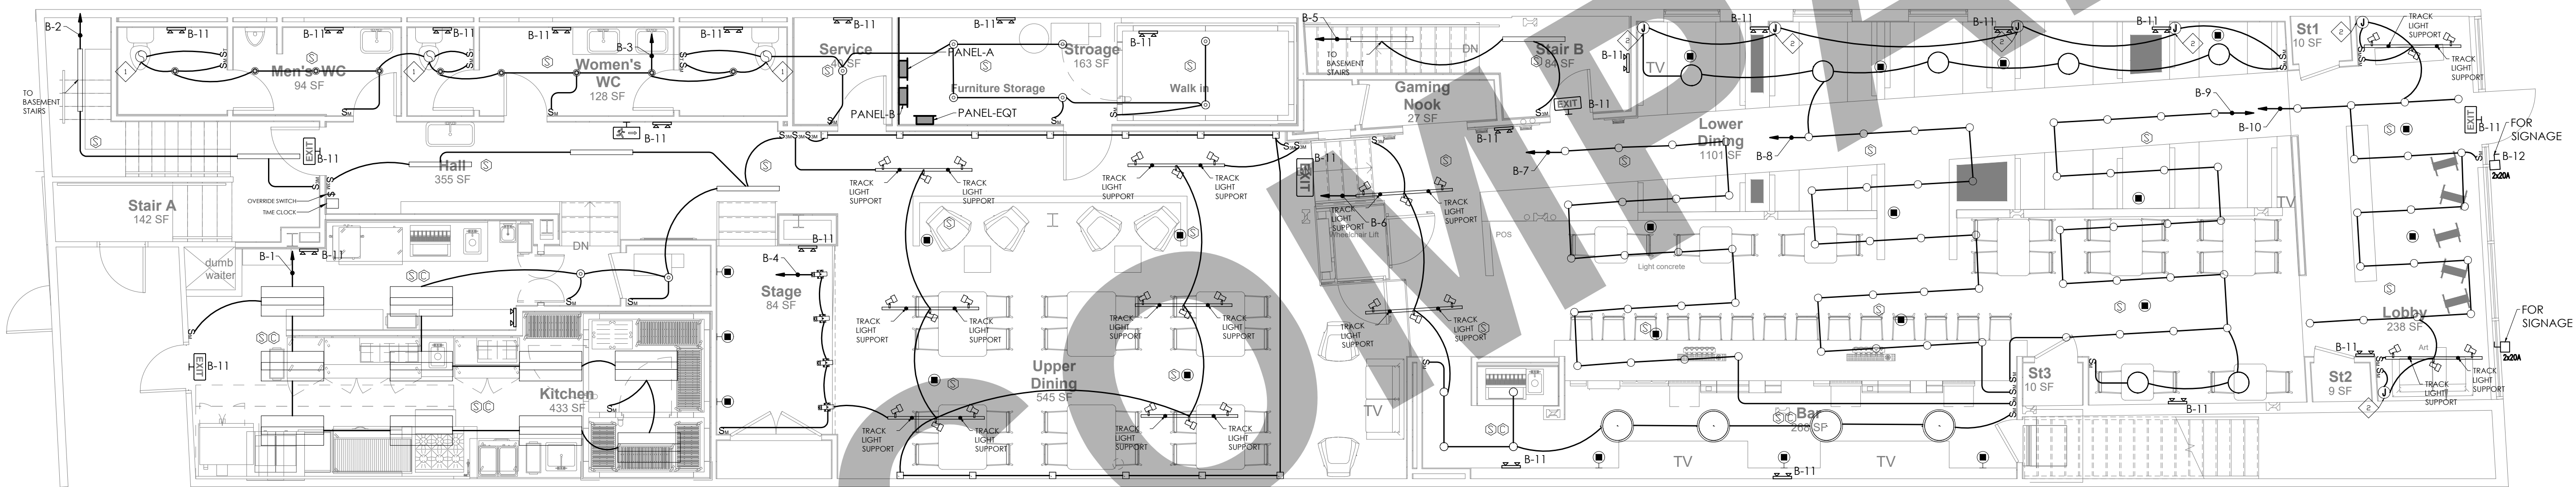 B-2
B-11
B-11
B-11
B-11
B-3
B-11
Service
PANEL-A
B-11
B-11
Stroage
163 SF
B-5
TO
BASEMENT
STAIRS
DN
Stair B
84 SF
B-11
TV
B-11
B-11
B-11
St1
10 SF
TRACK
LIGHT
SUPPORT
TRACK
LIGHT
SUPPORT
Men's WC
94 SF
Women's
WC
128 SF
TO
BASEMENT
STAIRS
Furniture Storage
Walk in
PANEL-B
PANEL-EQT
Gaming
Nook
27 SF
EXIT
B-11
B-9
B-10
EXIT
B-11
FOR
SIGNAGE
B-12
2x20A
Lower
Dining
1101 SF
B-8
B-7
B-11
EXIT
B-11
B-11
Hall
355 SF
Stair A
142 SF
OVERRIDE SWITCH
TIME CLOCK
TRACK
LIGHT
SUPPORT
TRACK
LIGHT
SUPPORT
TRACK
LIGHT
SUPPORT
TRACK
LIGHT
SUPPORT
EXIT
B-11
B-6
TRACK
LIGHT
SUPPORT
TRACK
LIGHT
SUPPORT
Wheelchair Lift
POS
TV
DN
dumb
waiter
B-1
B-11
B-11
B-4
Stage
84 SF
Light concrete
Lobby
238 SF
FOR
SIGNAGE
2x20A
TRACK
LIGHT
SUPPORT
TRACK
LIGHT
SUPPORT
TRACK
LIGHT
SUPPORT
TRACK
LIGHT
SUPPORT
TRACK
LIGHT
SUPPORT
TRACK
LIGHT
SUPPORT
EXIT
B-11
Kitchen
433 SF
Upper
Dining
545 SF
B-11
Art
St3
10 SF
St2
9 SF
TRACK
LIGHT
SUPPORT
TRACK
LIGHT
SUPPORT
TRACK
LIGHT
SUPPORT
TRACK
LIGHT
SUPPORT
TRACK
LIGHT
SUPPORT
TRACK
LIGHT
SUPPORT
TV
Bar
288 SF
B-11
B-11
TV
TV
B-11